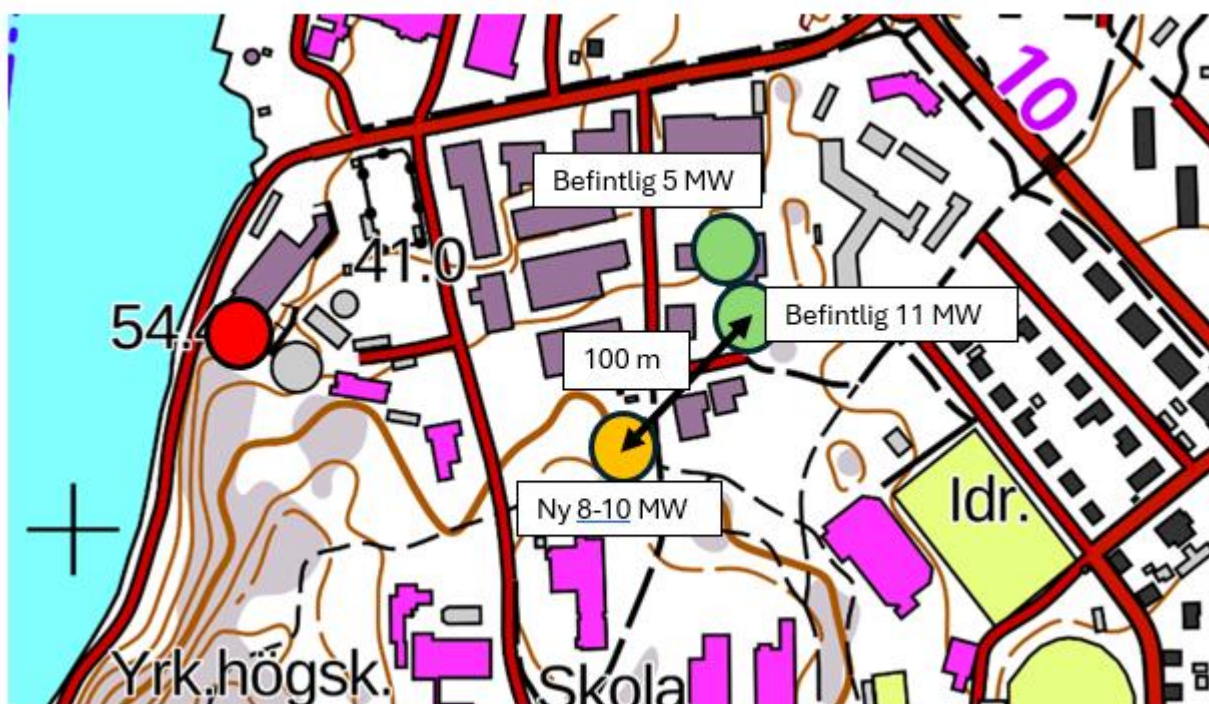 10
Befintlig 5 MW
41.0
54.
Befintlig 11 MW
100 m
Ny 8-10 MW
Idr.
Yrk.högsk.
Skola